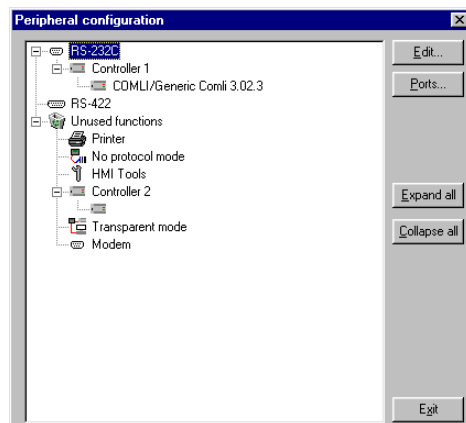 Peripheral configuration
RS-232C
Controller 1
COMLI/Generic Comli 3.02.3
RS-422
Unused functions
Printer
No protocol mode
HMI Tools
Controller 2
Transparent mode
Modem
Edit...
Ports...
Expand all
Collapse all
Exit